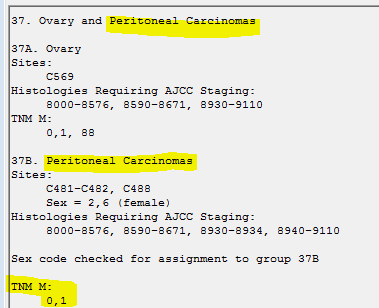 37. Ovary and Peritoneal Carcinomas
37A. Ovary
Sites:
C569
Histologies Requiring AJCC Staging:
8000-8576, 8590-8671, 8930-9110
TNM M:
0,1, 88
37B. Peritoneal Carcinomas
Sites:
C481-C482, C488
Sex = 2,6 (female)
Histologies Requiring AJCC Staging:
8000-8576, 8590-8671, 8930-8934, 8940-9110
Sex code checked for assignment to group 37B
TNM M:
0,1